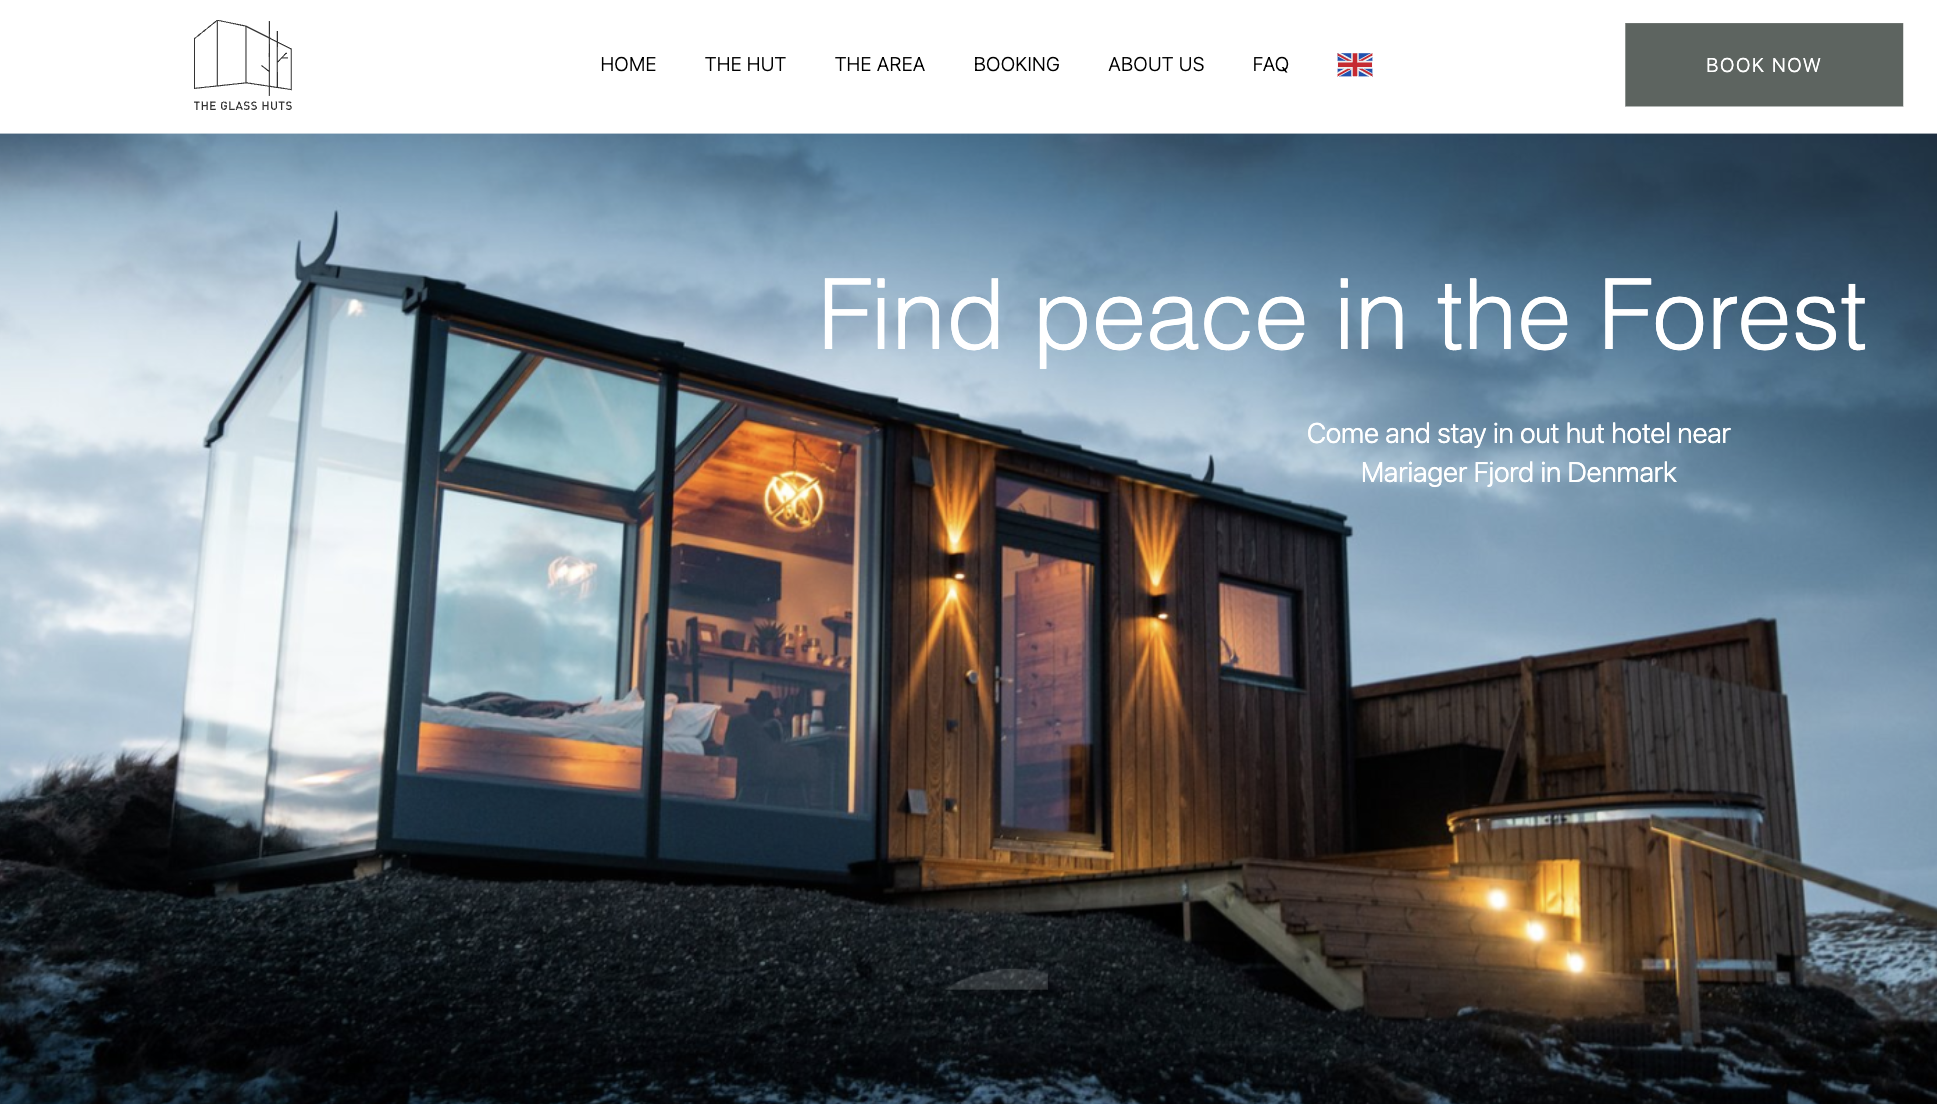 THE GLASS HUTS
HOME THE HUT THE AREA BOOKING ABOUT US FAQ
BOOK NOW
Find peace in the Forest
Come and stay in out hut hotel near
Mariager Fjord in Denmark